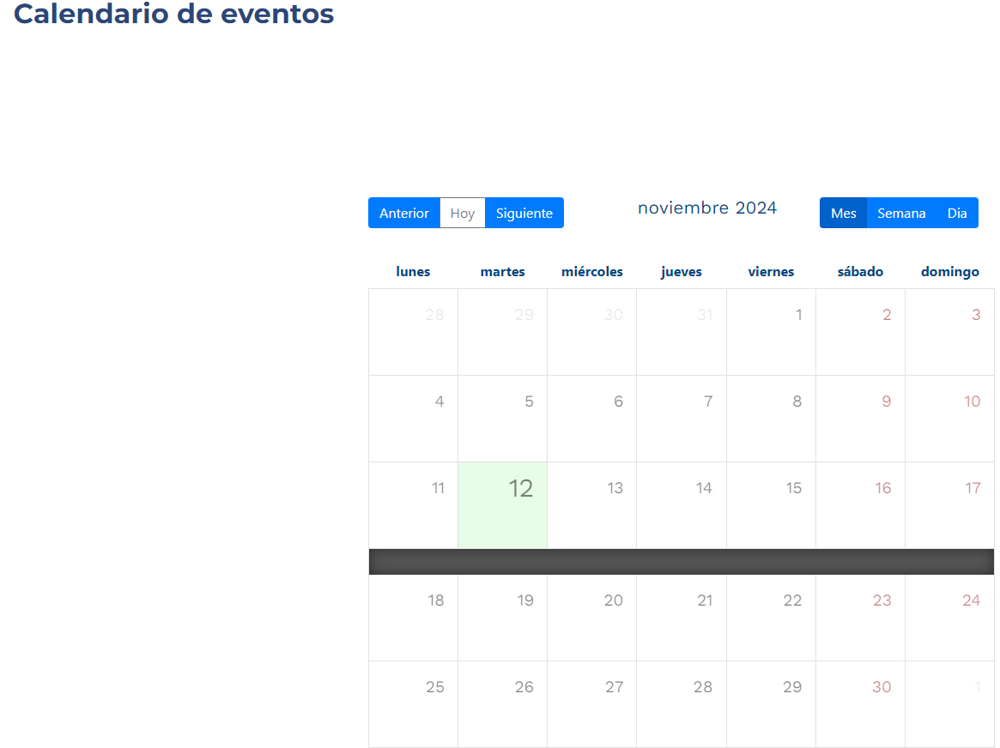 Calendario de eventos
Anterior Hoy Siguiente noviembre 2024 Mes Semana Dia
lunes martes miércoles jueves viernes sábado domingo
28 29 30 31 1 2 3
4 5 6 7 8 9 10
11 12 13 14 15 16 17
18 19 20 21 22 23 24
25 26 27 28 29 30 1